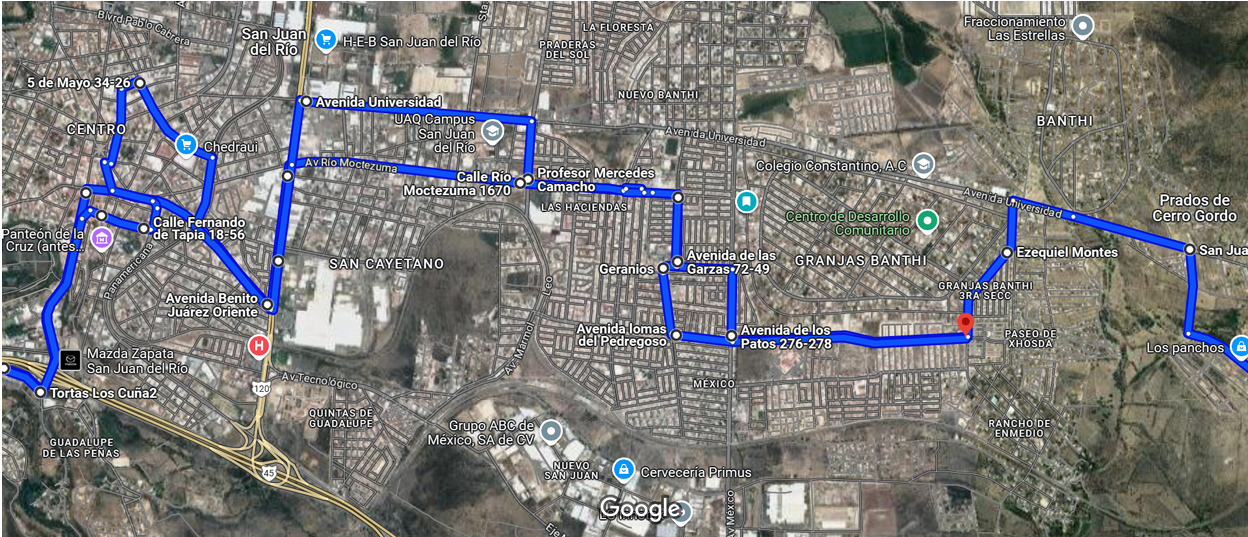 Blvrd Pablo Cabrera
San Juan
del Río
H-E-B San Juan del Río
Sta
LA FLORESTA
PRADERAS
DEL SOL
Fraccionamiento
Las Estrellas
5 de Mayo 34-26
NUEVO BANTHI
Avenida Universidad
CENTRO
UAQ Campus
San Juan
del Río
BANTHI
Avenida Universidad
Chedraui
Av Río Moctezuma
Colegio Constantino, A.C
Calle Río
Moctezuma 1670
Profesor Mercedes
Camacho
Avenida Universidad
Prados de
Cerro Gordo
LAS HACIENDAS
Centro de Desarrollo
Comunitario
Calle Fernando
de Tapia 18-56
Panteón de la
Cruz (antes...
Panamericana
SAN CAYETANO
Leo
Geranios
Avenida de las
Garzas 72-49
GRANJAS BANTHI
Ezequiel Montes
San Jua
GRANJAS BANTHI
3RA SECC
Avenida Benito
Juárez Oriente
Av Marmol
Avenida lomas
del Pedregoso
Avenida de los
Patos 276-278
PASEO DE
XHOSDA
Los panchos
H
Mazda Zapata
San Juan del Río
Av Tecnológico
120
MÉXICO
Tortas Los Cuña2
QUINTAS DE
GUADALUPE
Grupo ABC de
México, SA de CV
RANCHO DE
ENMEDIO
GUADALUPE
DE LAS PEÑAS
45
NUEVO
SAN JUAN
Cervecería Primus
Google
Av México
Eje